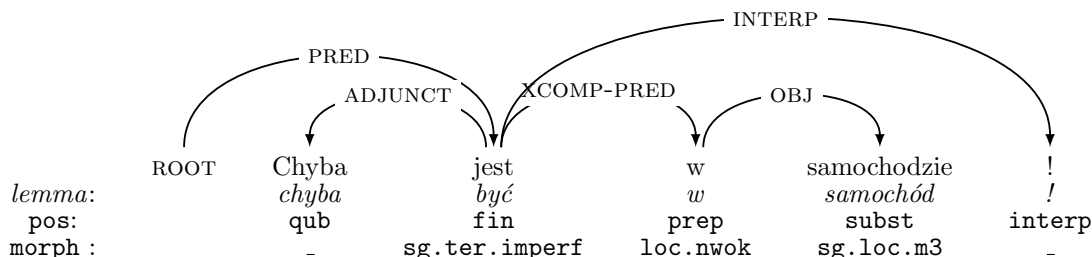 INTERP
PRED
ADJUNCT XCOMP-PRED OBJ
ROOT Chyba jest w samochodzie !
lemma: chyba być w samochód !
pos: qub fin prep subst interp
morph : _ sg.ter.imperf loc.nwok sg.loc.m3 _